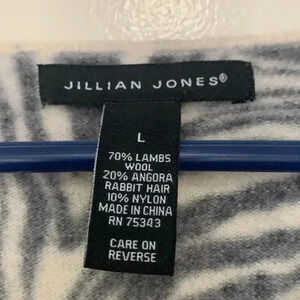 JILLIAN JONES®
L
70% LAMBS
WOOL
20% ANGORA
RABBIT HAIR
10% NYLON
MADE IN CHINA
RN 75343
CARE ON
REVERSE